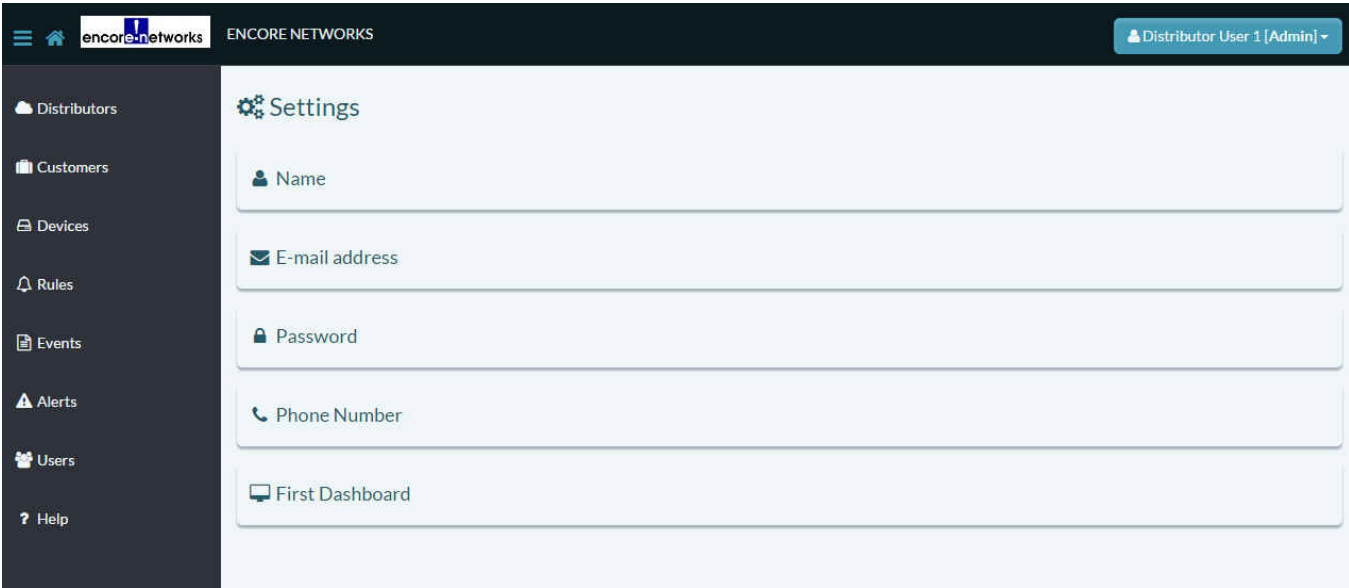 encore!networks ENCORE NETWORKS Distributor User 1 [Admin]
Distributors
Customers
Devices
Rules
Events
Alerts
Users
? Help
Settings
Name
E-mail address
Password
Phone Number
First Dashboard